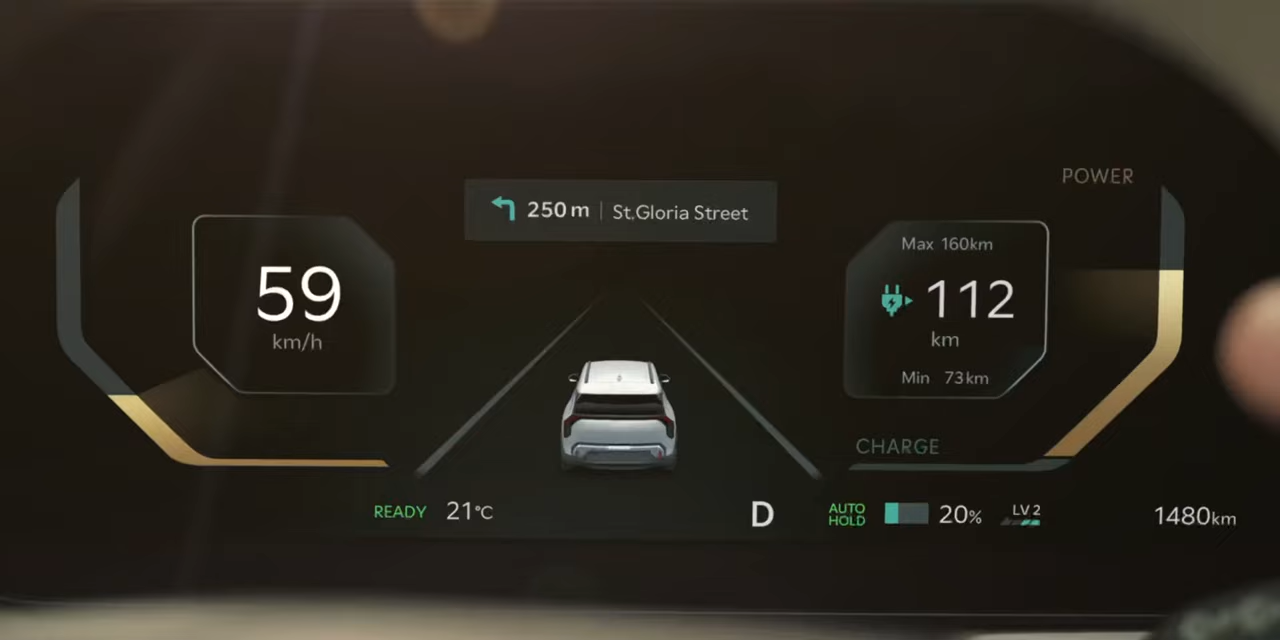 POWER
250 m | St.Gloria Street
59
km/h
Max 160km
112
km
Min 73km
CHARGE
READY 21°C
D
AUTO
HOLD
20%
LV 2
1480km